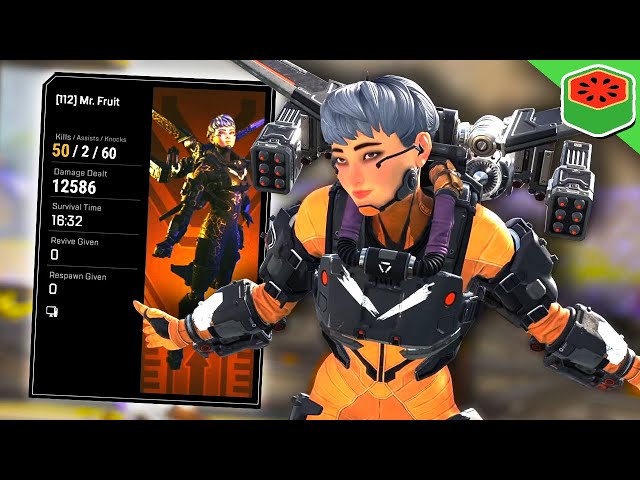 [112] Mr. Fruit
Kills / Assists / Knocks
50 / 2 / 60
Damage Dealt
12586
Survival Time
16:32
Revive Given
0
Respawn Given
0